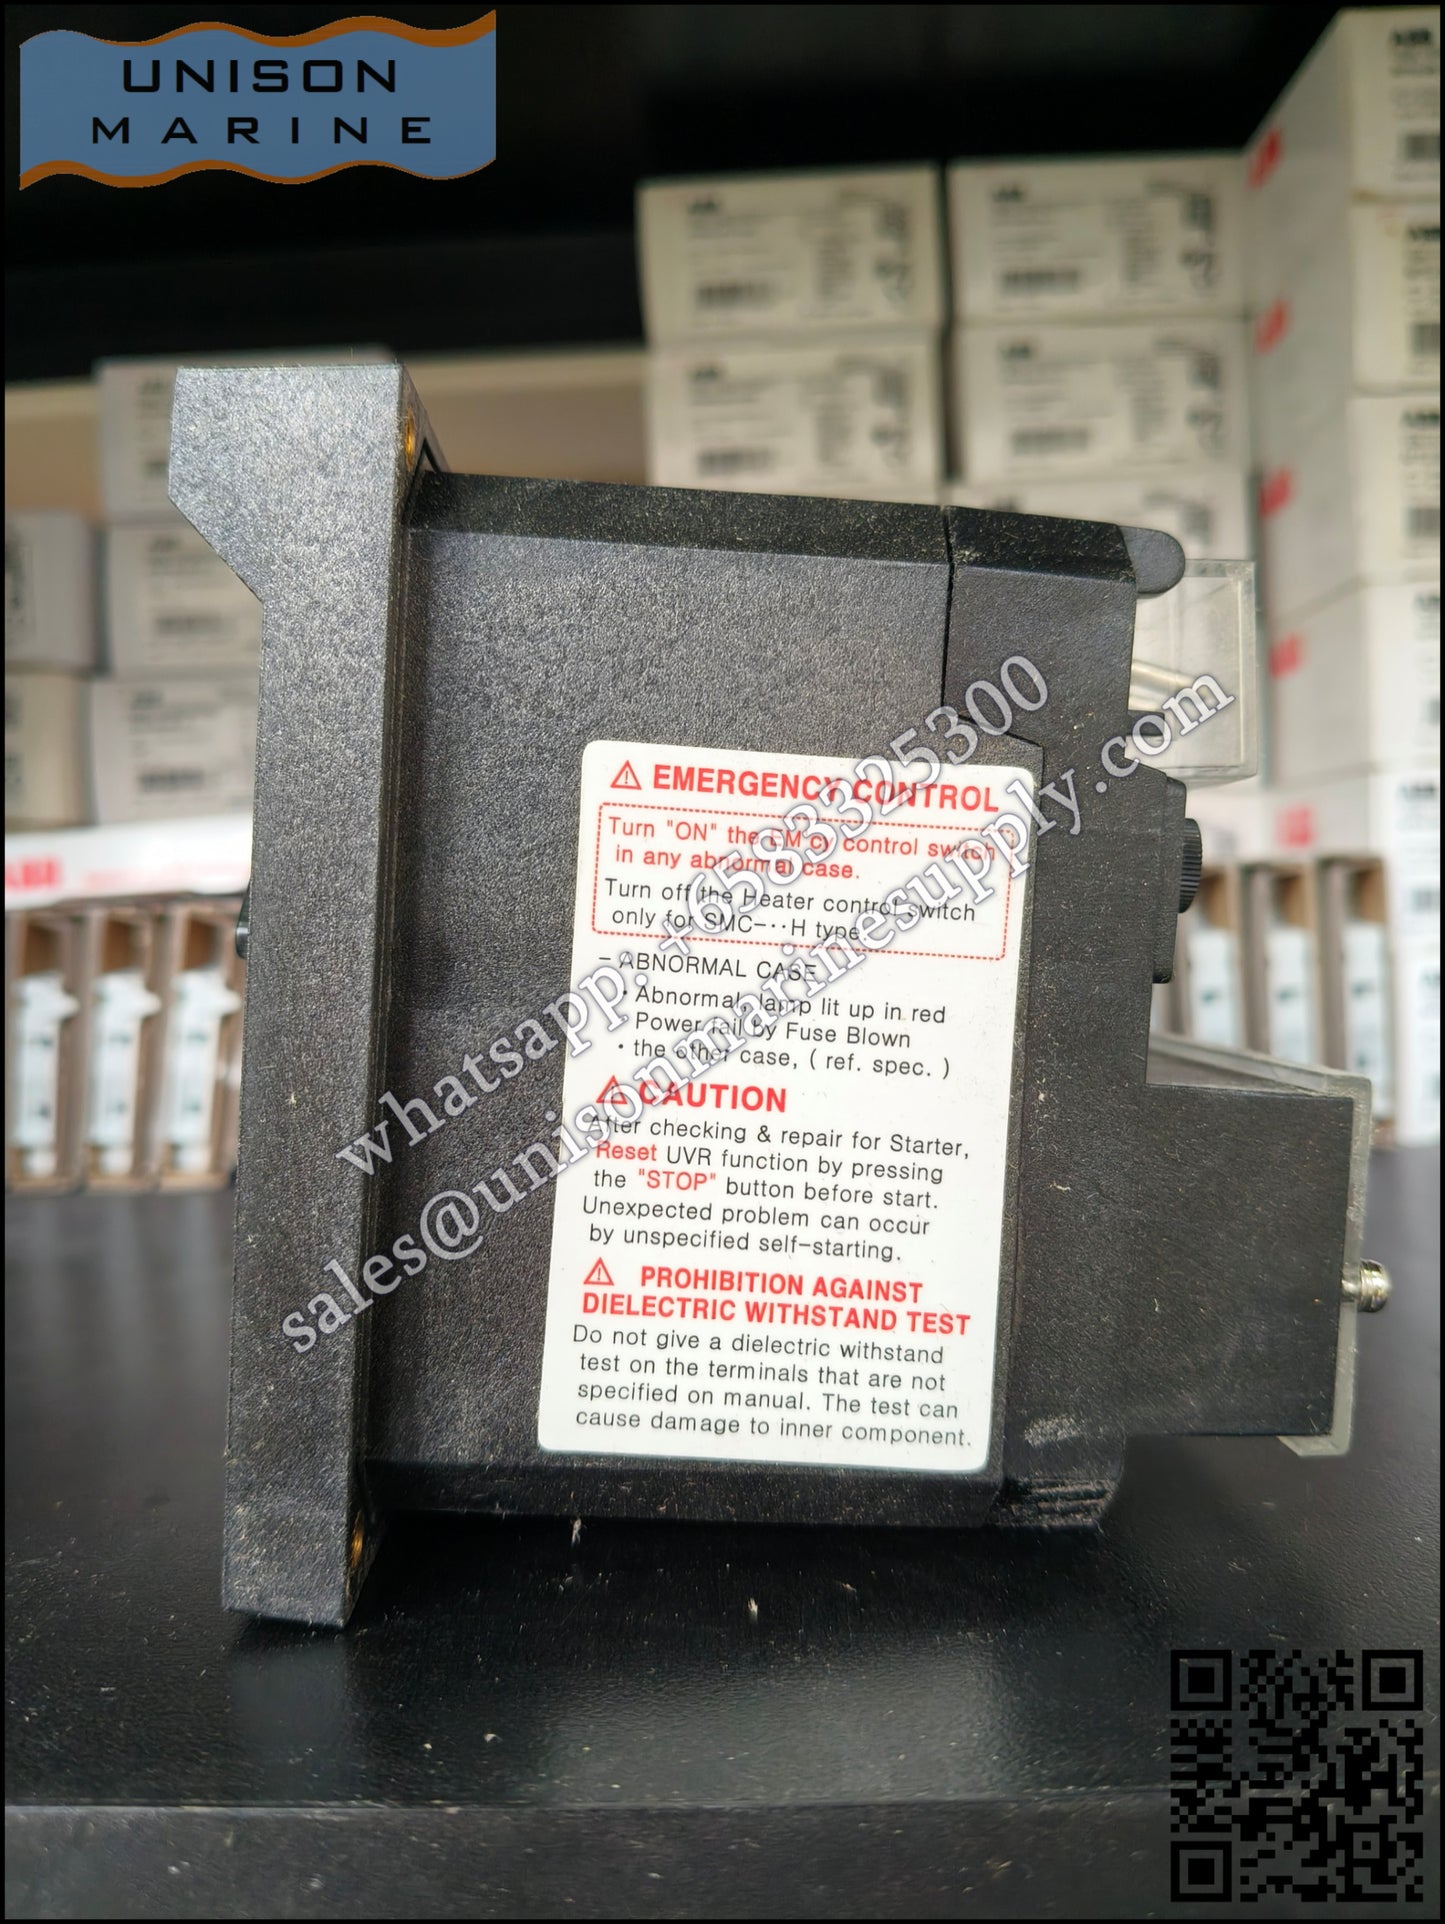 UNISON
MARINE
ABB
⚠ EMERGENCY CONTROL
Turn "ON" the EM'cy control switch
in any abnormal case.
Turn off the Heater control switch
only for SMC-··H type
- ABNORMAL CASE
· Abnormal lamp lit up in red
· Power fail by Fuse Blown
· the other case, ( ref. spec. )
⚠ CAUTION
After checking & repair for Starter,
Reset UVR function by pressing
the "STOP" button before start.
Unexpected problem can occur
by unspecified self-starting.
⚠ PROHIBITION AGAINST
DIELECTRIC WITHSTAND TEST
Do not give a dielectric withstand
test on the terminals that are not
specified on manual. The test can
cause damage to inner component.
whatsapp: +6583325300
sales@unisonmarinesupply.com